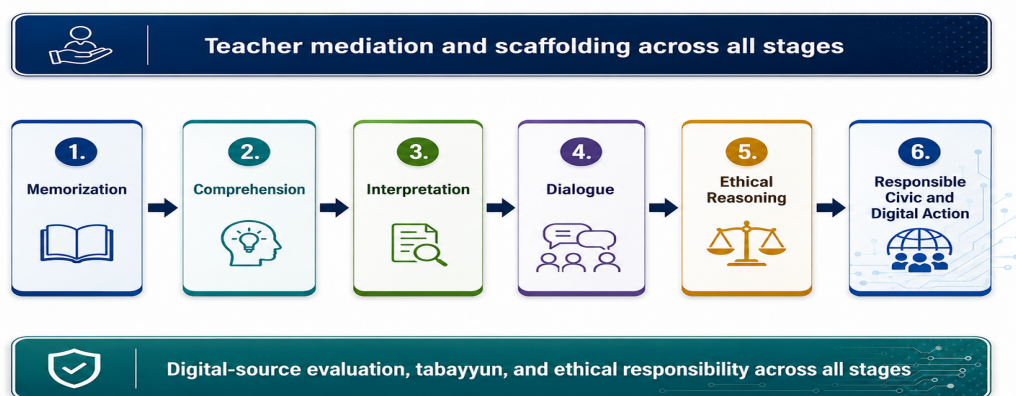 Teacher mediation and scaffolding across all stages
1.
Memorization
2.
Comprehension
3.
Interpretation
4.
Dialogue
5.
Ethical
Reasoning
6.
Responsible
Civic and
Digital Action
Digital-source evaluation, tabayyun, and ethical responsibility across all stages